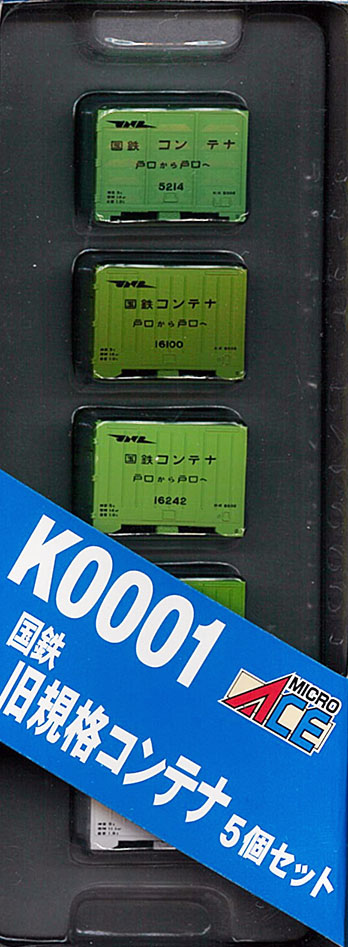 国鉄 コンテナ
戸口から戸口へ
5214
国鉄コンテナ
戸口から戸口へ
16100
国鉄コンテナ
戸口から戸口へ
16242
K0001
国鉄
旧規格コンテナ 5個セット
MICRO
ACE